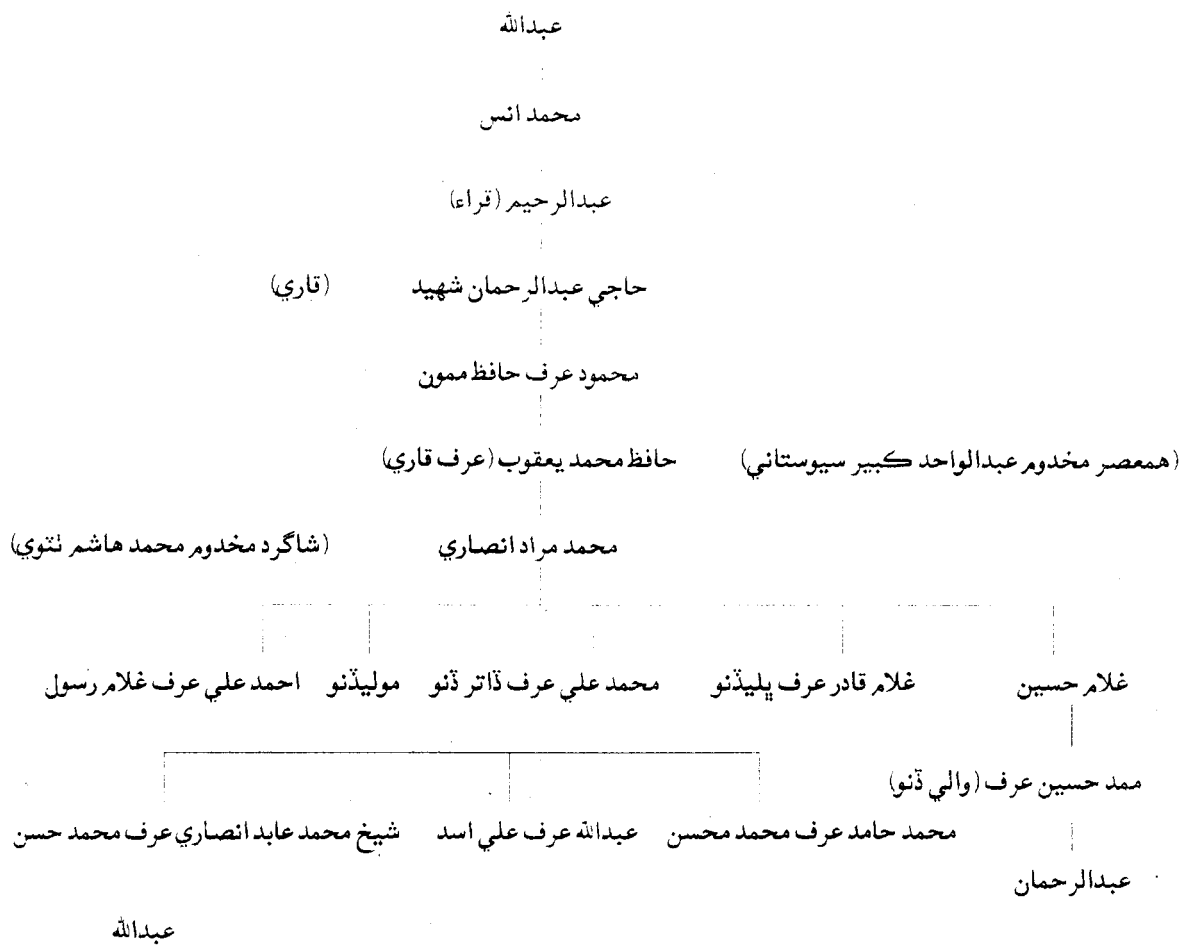 عبدالله
محمد انس
عبدالرحيم (قراء)
حاجي عبدالرحمان شهيد (قاري)
محمود عرف حافظ ممون
(همعصر مخدوم عبدالواحد ڪبير سيوستاني) حافظ محمد يعقوب (عرف قاري)
محمد مراد انصاري (شاگرد مخدوم محمد هاشم ٺٽوي)
غلام حسين غلام قادر عرف ڀليڏنو محمد علي عرف ڏاتر ڏنو موليڏنو احمد علي عرف غلام رسول
ممد حسين عرف (والي ڏنو)
محمد حامد عرف محمد محسن عبدالله عرف علي اسد شيخ محمد عابد انصاري عرف محمد حسن
عبدالرحمان
عبدالله